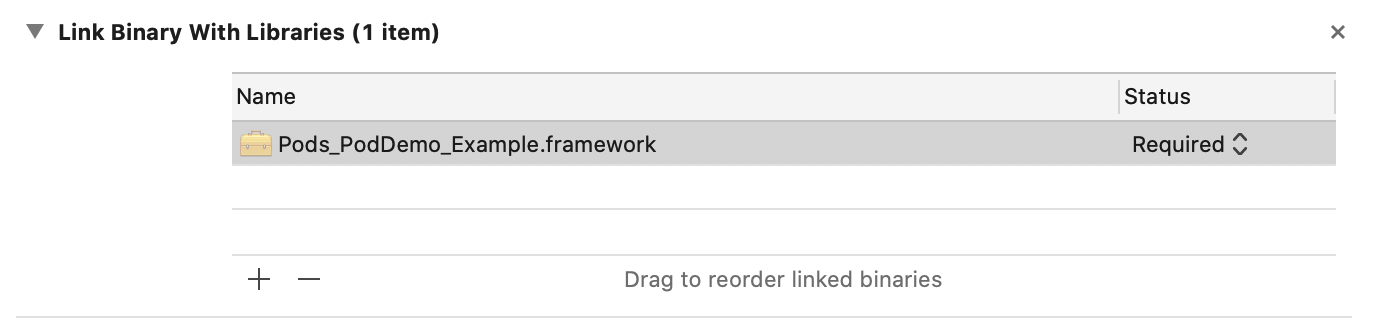 Link Binary With Libraries (1 item)
Name Status
Pods_PodDemo_Example.framework Required
Drag to reorder linked binaries